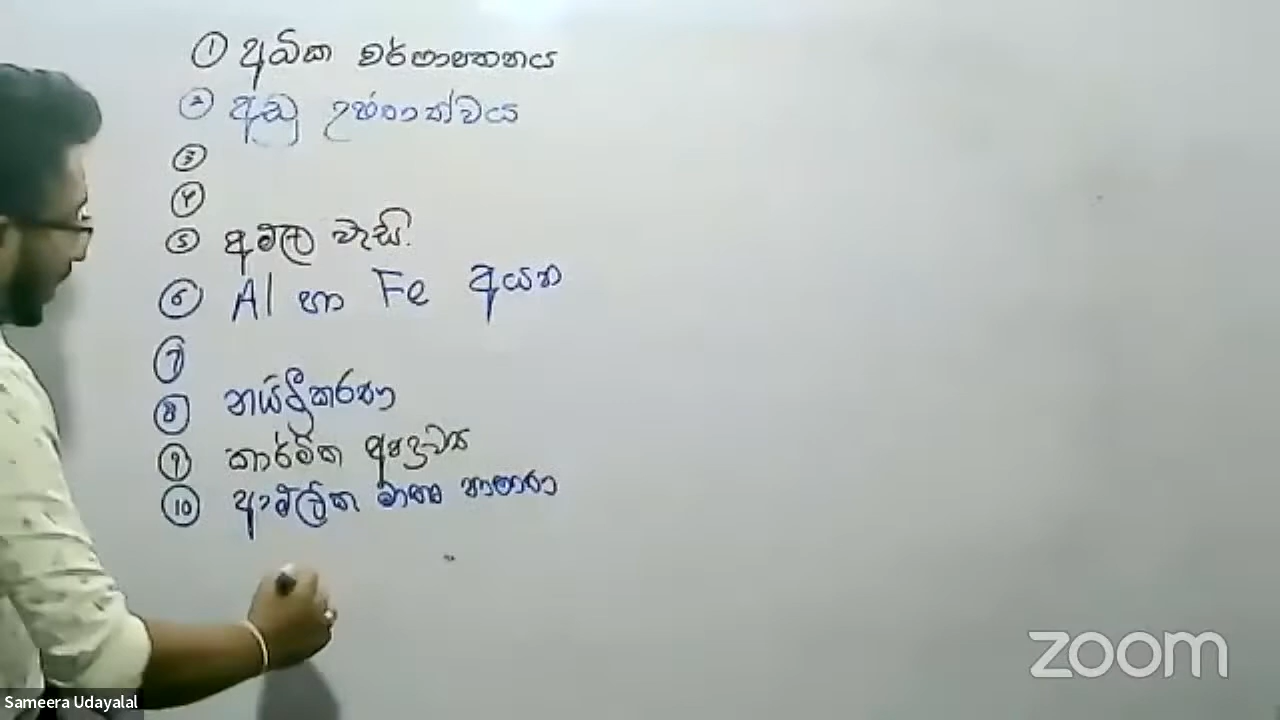 ① අධික වර්ෂාපතනය
② අඩු උෂ්ණත්වය
③
④
⑤ අම්ල වැසි.
⑥ Al හා Fe අයන
⑦
⑧ නයිට්‍රීකරණ
⑨ කාර්මික අපද්‍රව්‍ය
⑩ ආම්ලික මාතෘ පාෂාණ
zoom
Sameera Udayalal